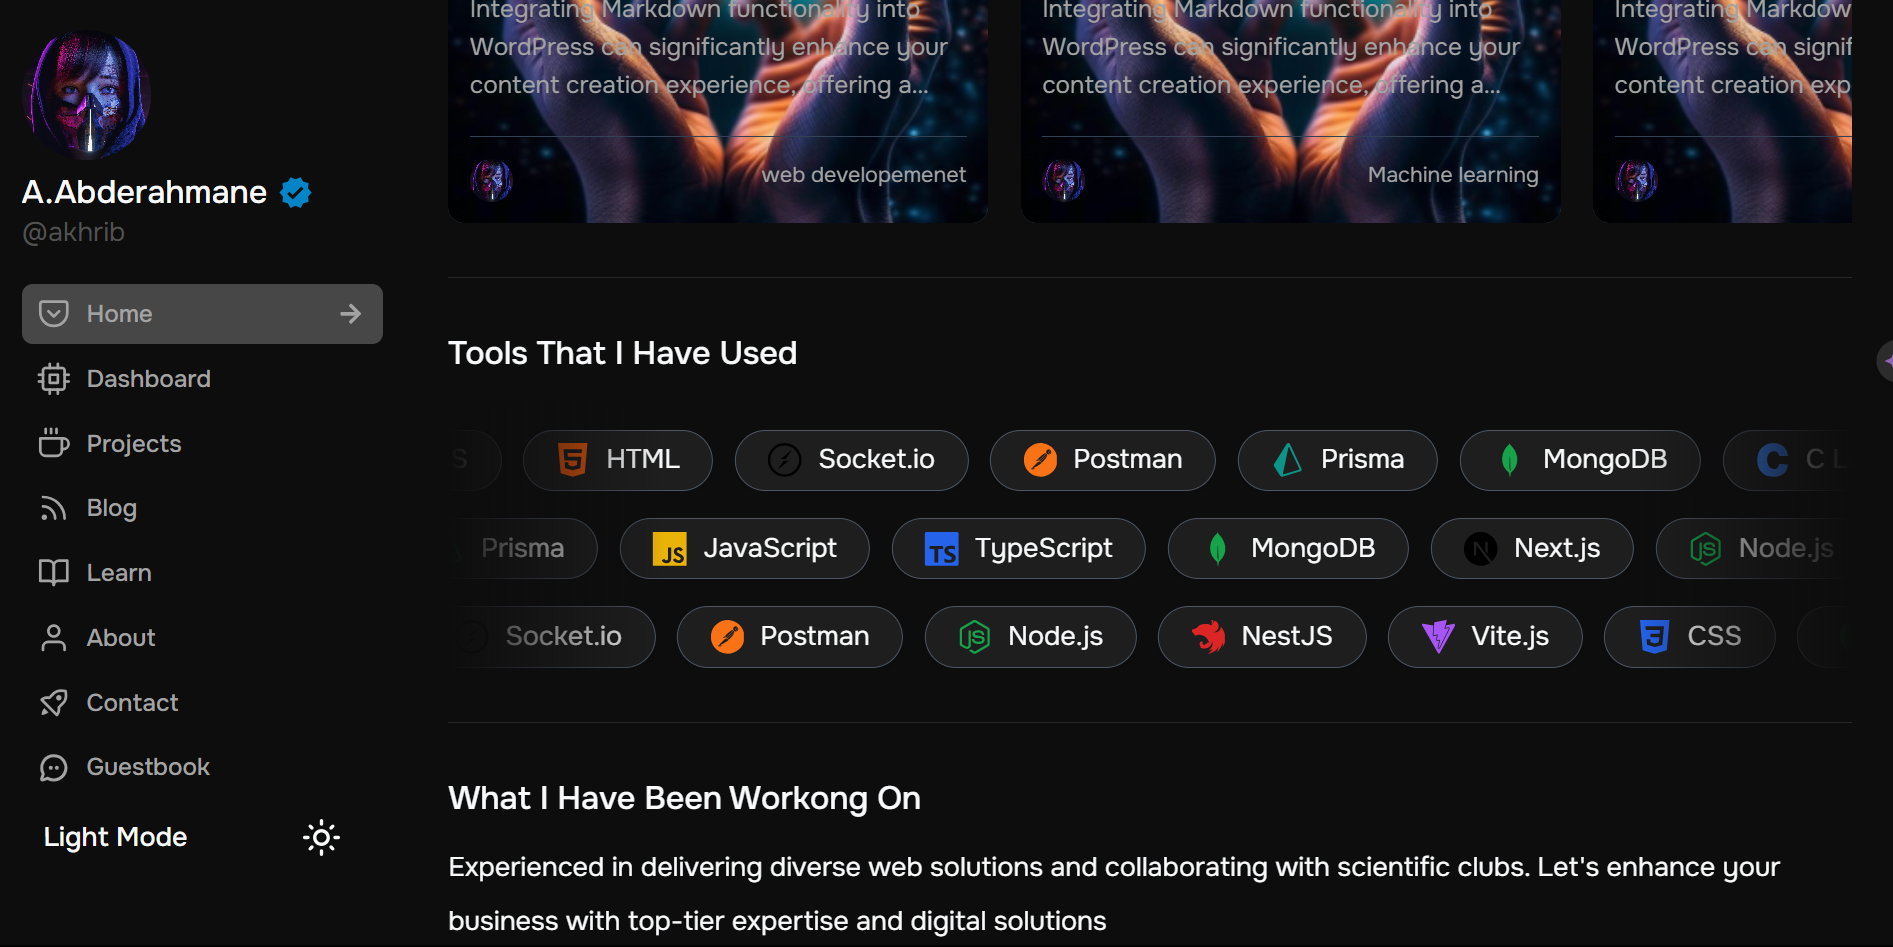 A.Abderahmane
@akhrib
Home
Dashboard
Projects
Blog
Learn
About
Contact
Guestbook
Light Mode
Integrating Markdown functionality into
WordPress can significantly enhance your
content creation experience, offering a...
web developemenet
Integrating Markdown functionality into
WordPress can significantly enhance your
content creation experience, offering a...
Machine learning
Integrating Markdow
WordPress can signif
content creation exp
Tools That I Have Used
S HTML Socket.io Postman Prisma MongoDB C L
Prisma JavaScript TypeScript MongoDB Next.js Node.js
Socket.io Postman Node.js NestJS Vite.js CSS
What I Have Been Workong On
Experienced in delivering diverse web solutions and collaborating with scientific clubs. Let's enhance your
business with top-tier expertise and digital solutions